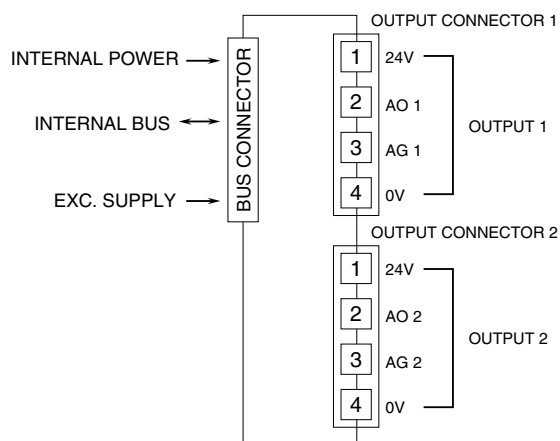 OUTPUT CONNECTOR 1
INTERNAL POWER
INTERNAL BUS
EXC. SUPPLY
BUS CONNECTOR
1 24V
2 AO 1
3 AG 1
4 0V
OUTPUT 1
OUTPUT CONNECTOR 2
1 24V
2 AO 2
3 AG 2
4 0V
OUTPUT 2